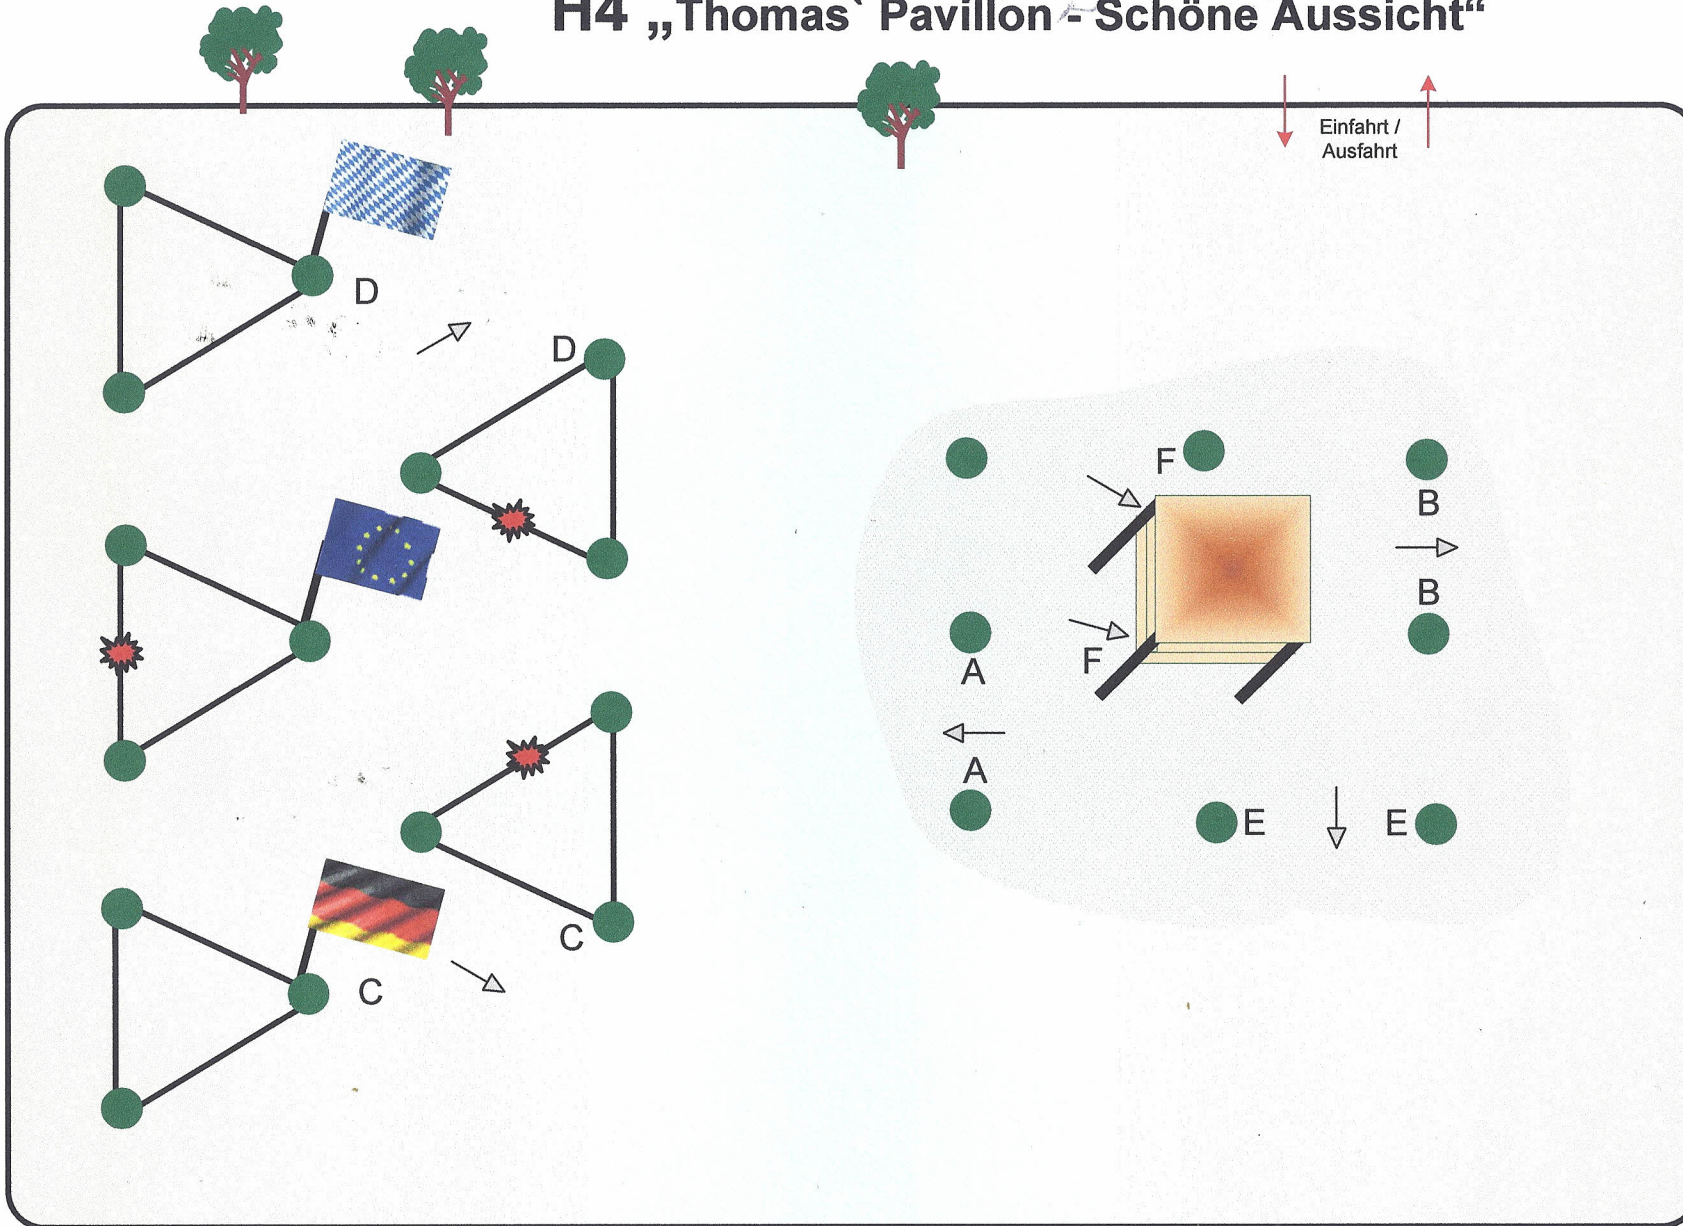 H4 „Thomas` Pavillon - Schöne Aussicht“
Einfahrt /
Ausfahrt
D
D
F
B
B
F
A
A
E
E
C
C